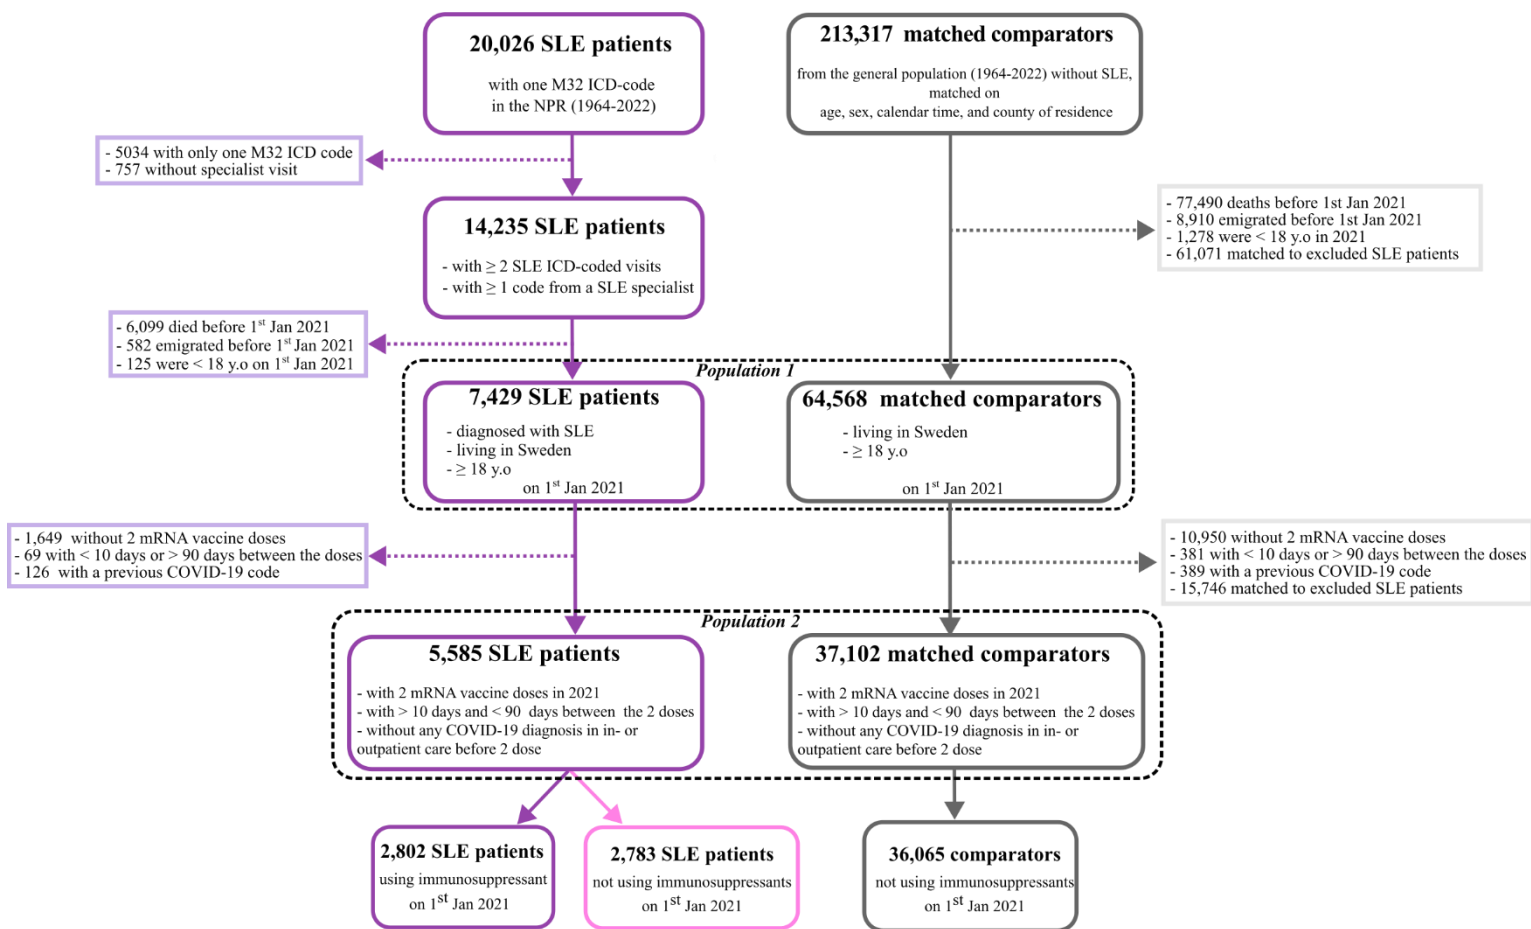 20,026 SLE patients
with one M32 ICD-code
in the NPR (1964-2022)
213,317 matched comparators
from the general population (1964-2022) without SLE,
matched on
age, sex, calendar time, and county of residence
- 5034 with only one M32 ICD code
- 757 without specialist visit
14,235 SLE patients
- with ≥ 2 SLE ICD-coded visits
- with ≥ 1 code from a SLE specialist
- 77,490 deaths before 1st Jan 2021
- 8,910 emigrated before 1st Jan 2021
- 1,278 were < 18 y.o in 2021
- 61,071 matched to excluded SLE patients
- 6,099 died before 1st Jan 2021
- 582 emigrated before 1st Jan 2021
- 125 were < 18 y.o on 1st Jan 2021
Population 1
7,429 SLE patients
- diagnosed with SLE
- living in Sweden
- ≥ 18 y.o
on 1st Jan 2021
64,568 matched comparators
- living in Sweden
- ≥ 18 y.o
on 1st Jan 2021
- 1,649 without 2 mRNA vaccine doses
- 69 with < 10 days or > 90 days between the doses
- 126 with a previous COVID-19 code
- 10,950 without 2 mRNA vaccine doses
- 381 with < 10 days or > 90 days between the doses
- 389 with a previous COVID-19 code
- 15,746 matched to excluded SLE patients
Population 2
5,585 SLE patients
- with 2 mRNA vaccine doses in 2021
- with > 10 days and < 90 days between the 2 doses
- without any COVID-19 diagnosis in in- or
outpatient care before 2 dose
37,102 matched comparators
- with 2 mRNA vaccine doses in 2021
- with > 10 days and < 90 days between the 2 doses
- without any COVID-19 diagnosis in in- or
outpatient care before 2 dose
2,802 SLE patients
using immunosuppressant
on 1st Jan 2021
2,783 SLE patients
not using immunosuppressants
on 1st Jan 2021
36,065 comparators
not using immunosuppressants
on 1st Jan 2021